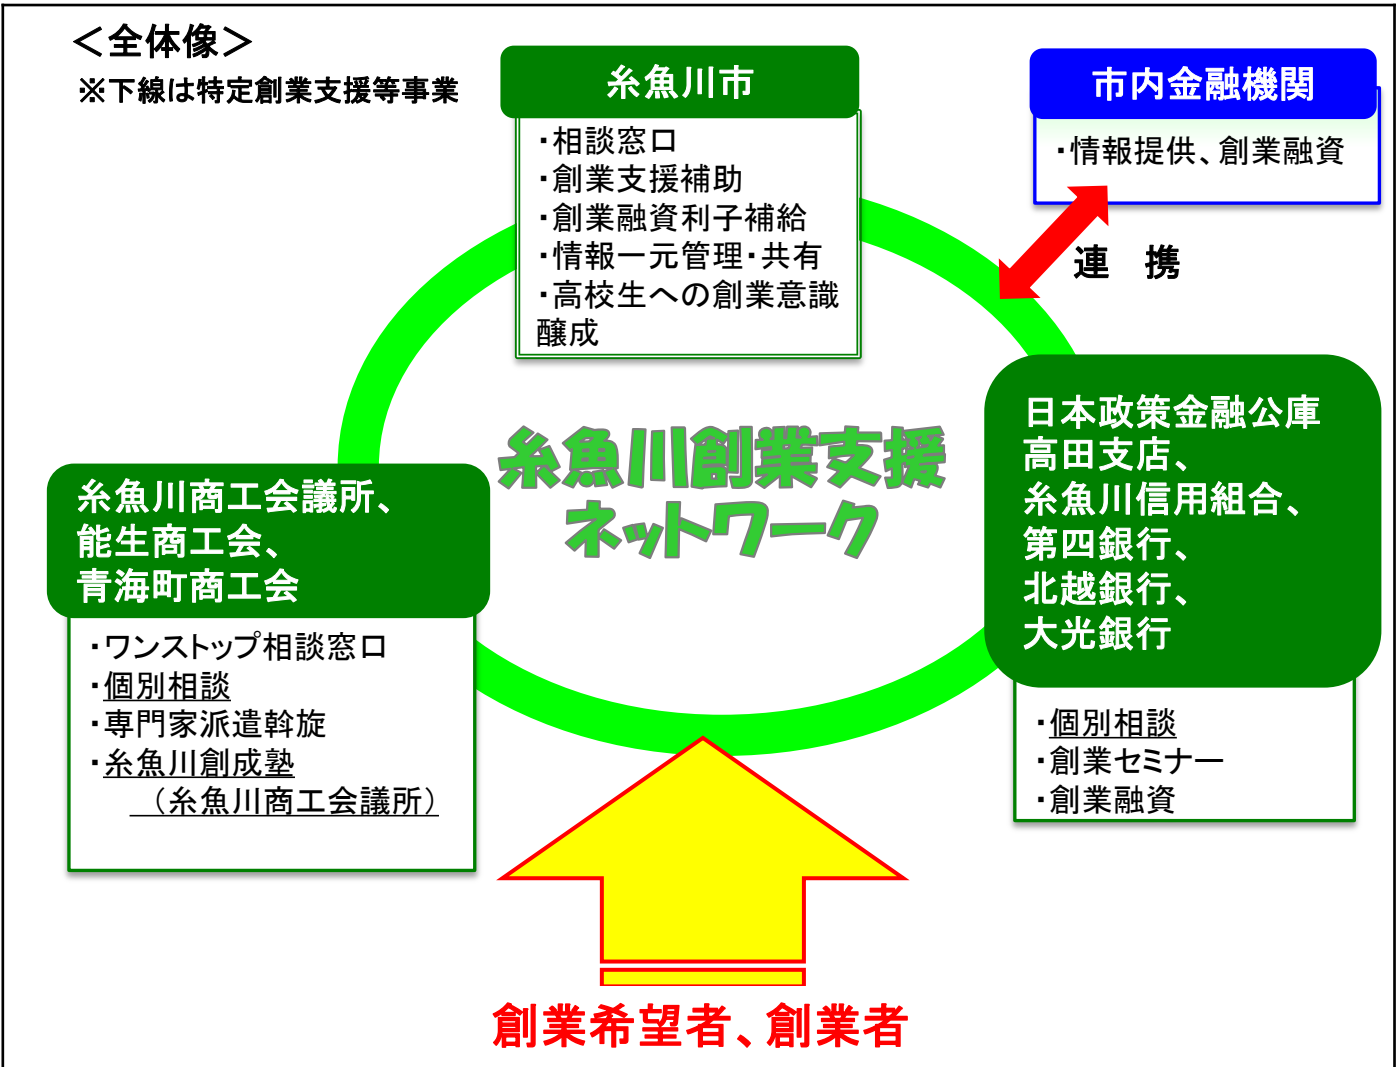 ＜全体像＞
※下線は特定創業支援等事業
糸魚川市
・相談窓口
・創業支援補助
・創業融資利子補給
・情報一元管理・共有
・高校生への創業意識
醸成
市内金融機関
・情報提供、創業融資
連　携
糸魚川創業支援
ネットワーク
日本政策金融公庫
高田支店、
糸魚川信用組合、
第四銀行、
北越銀行、
大光銀行
・個別相談
・創業セミナー
・創業融資
糸魚川商工会議所、
能生商工会、
青海町商工会
・ワンストップ相談窓口
・個別相談
・専門家派遣斡旋
・糸魚川創成塾
（糸魚川商工会議所）
創業希望者、創業者